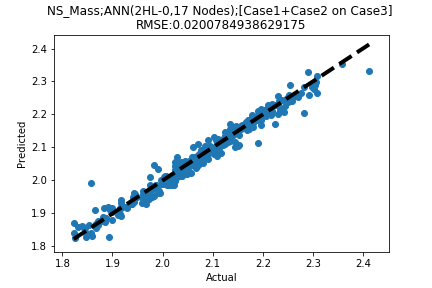 NS_Mass;ANN(2HL-0,17 Nodes);[Case1+Case2 on Case3]
RMSE:0.0200784938629175
2.4
2.3
2.2
2.1
2.0
1.9
1.8
Predicted
1.8 1.9 2.0 2.1 2.2 2.3 2.4
Actual